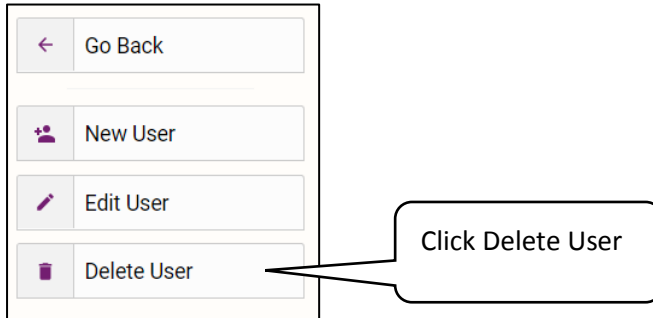 Go Back
New User
Edit User
Delete User
Click Delete User